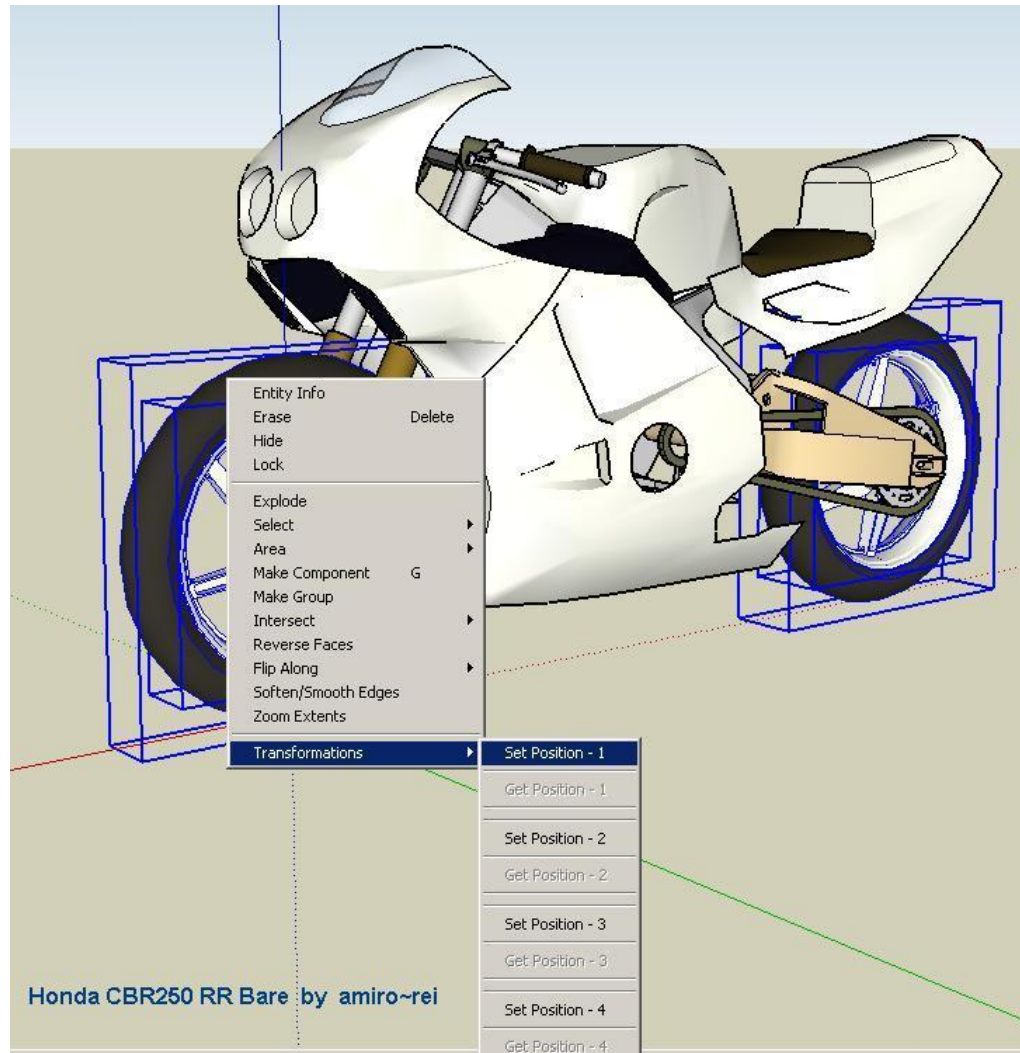 Entity Info
Erase Delete
Hide
Lock
Explode
Select
Area
Make Component G
Make Group
Intersect
Reverse Faces
Flip Along
Soften/Smooth Edges
Zoom Extents
Transformations
Set Position - 1
Get Position - 1
Set Position - 2
Get Position - 2
Set Position - 3
Get Position - 3
Set Position - 4
Get Position - 4
Honda CBR250 RR Bare by amiro~rei